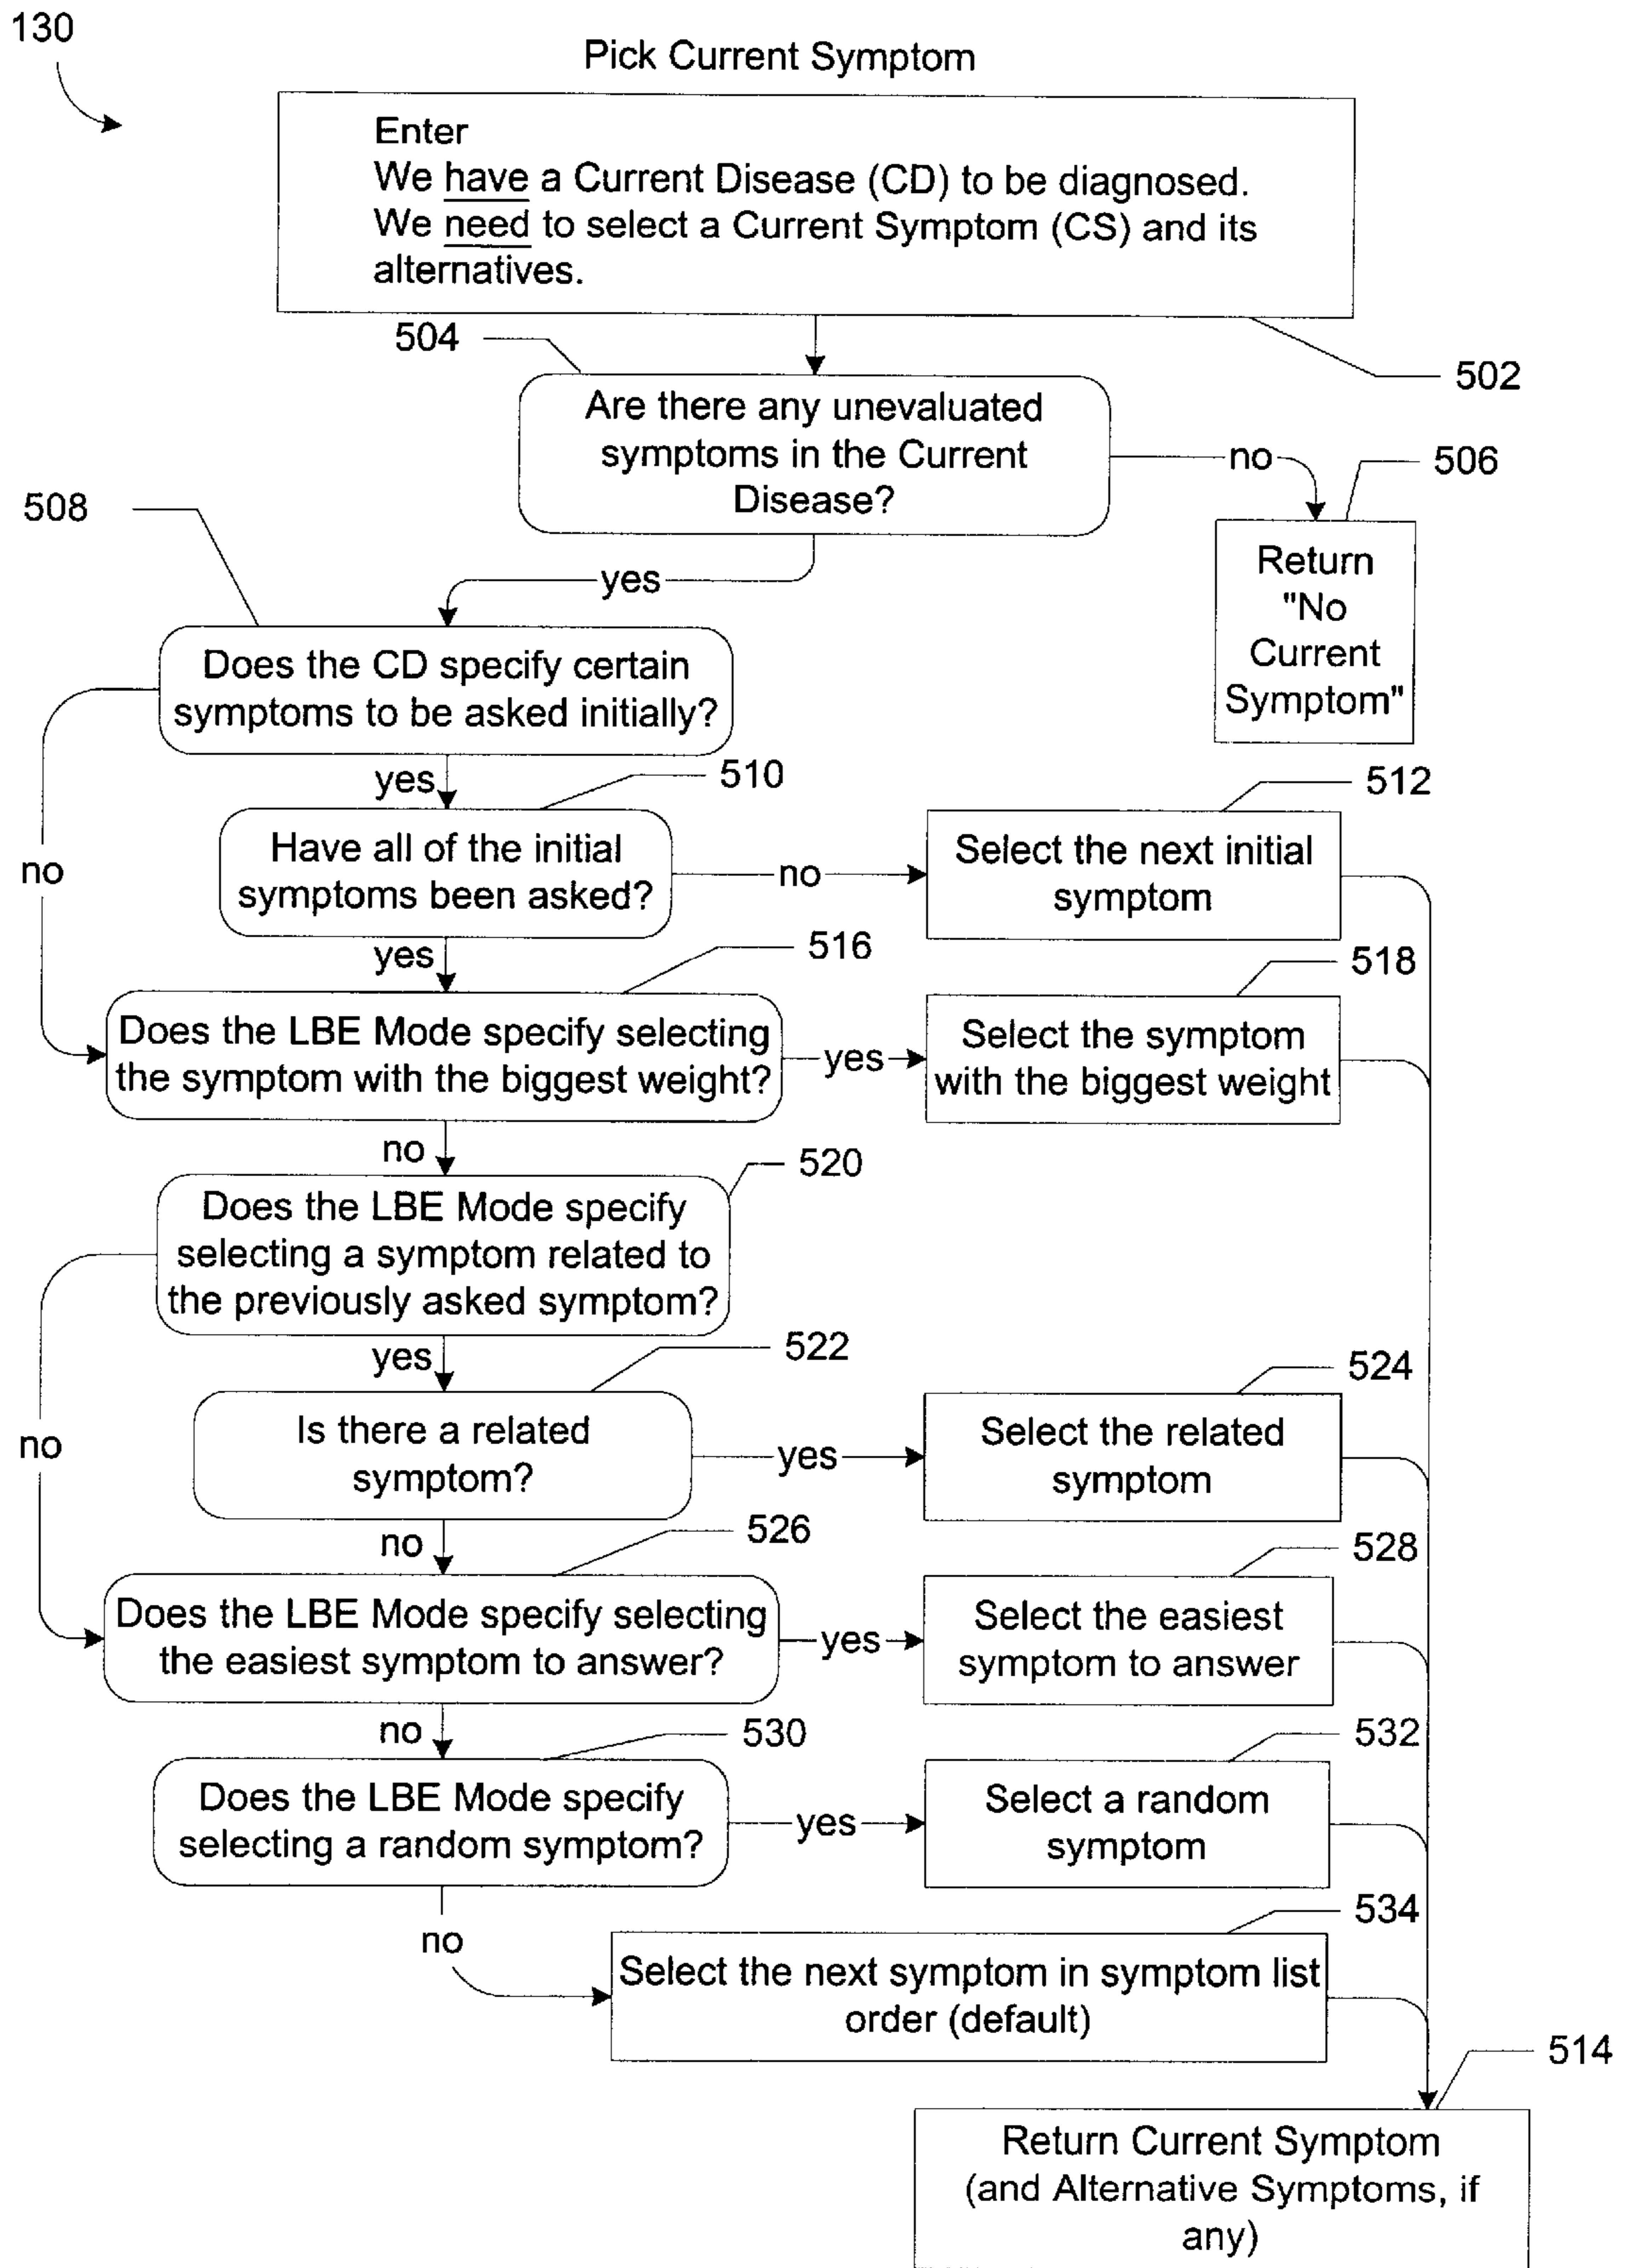 130
Pick Current Symptom
Enter
We have a Current Disease (CD) to be diagnosed.
We need to select a Current Symptom (CS) and its
alternatives.
504
502
Are there any unevaluated
symptoms in the Current
Disease?
no
506
508
Return
"No
Current
Symptom"
yes
Does the CD specify certain
symptoms to be asked initially?
yes
510
512
no
Have all of the initial
symptoms been asked?
no
Select the next initial
symptom
yes
516
518
Does the LBE Mode specify selecting
the symptom with the biggest weight?
yes
Select the symptom
with the biggest weight
no
520
Does the LBE Mode specify
selecting a symptom related to
the previously asked symptom?
yes
522
524
no
Is there a related
symptom?
yes
Select the related
symptom
no
526
528
Does the LBE Mode specify selecting
the easiest symptom to answer?
yes
Select the easiest
symptom to answer
no
530
532
Does the LBE Mode specify
selecting a random symptom?
yes
Select a random
symptom
534
no
Select the next symptom in symptom list
order (default)
514
Return Current Symptom
(and Alternative Symptoms, if
any)